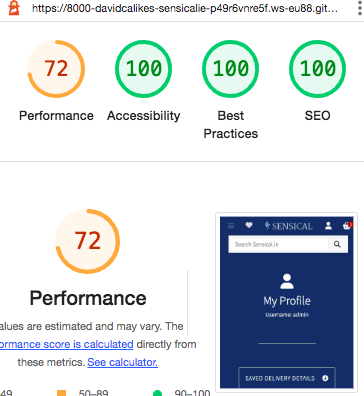 https://8000-davidcalikes-sensicalie-p49r6vnre5f.ws-eu88.git...
72
100
100
100
Performance
Accessibility
Best
Practices
SEO
72
Performance
alues are estimated and may vary. The
ormance score is calculated directly from
these metrics. See calculator.
49
50–89
90–100
SENSICAL
Search Sensical.ie
My Profile
Username: admin
SAVED DELIVERY DETAILS